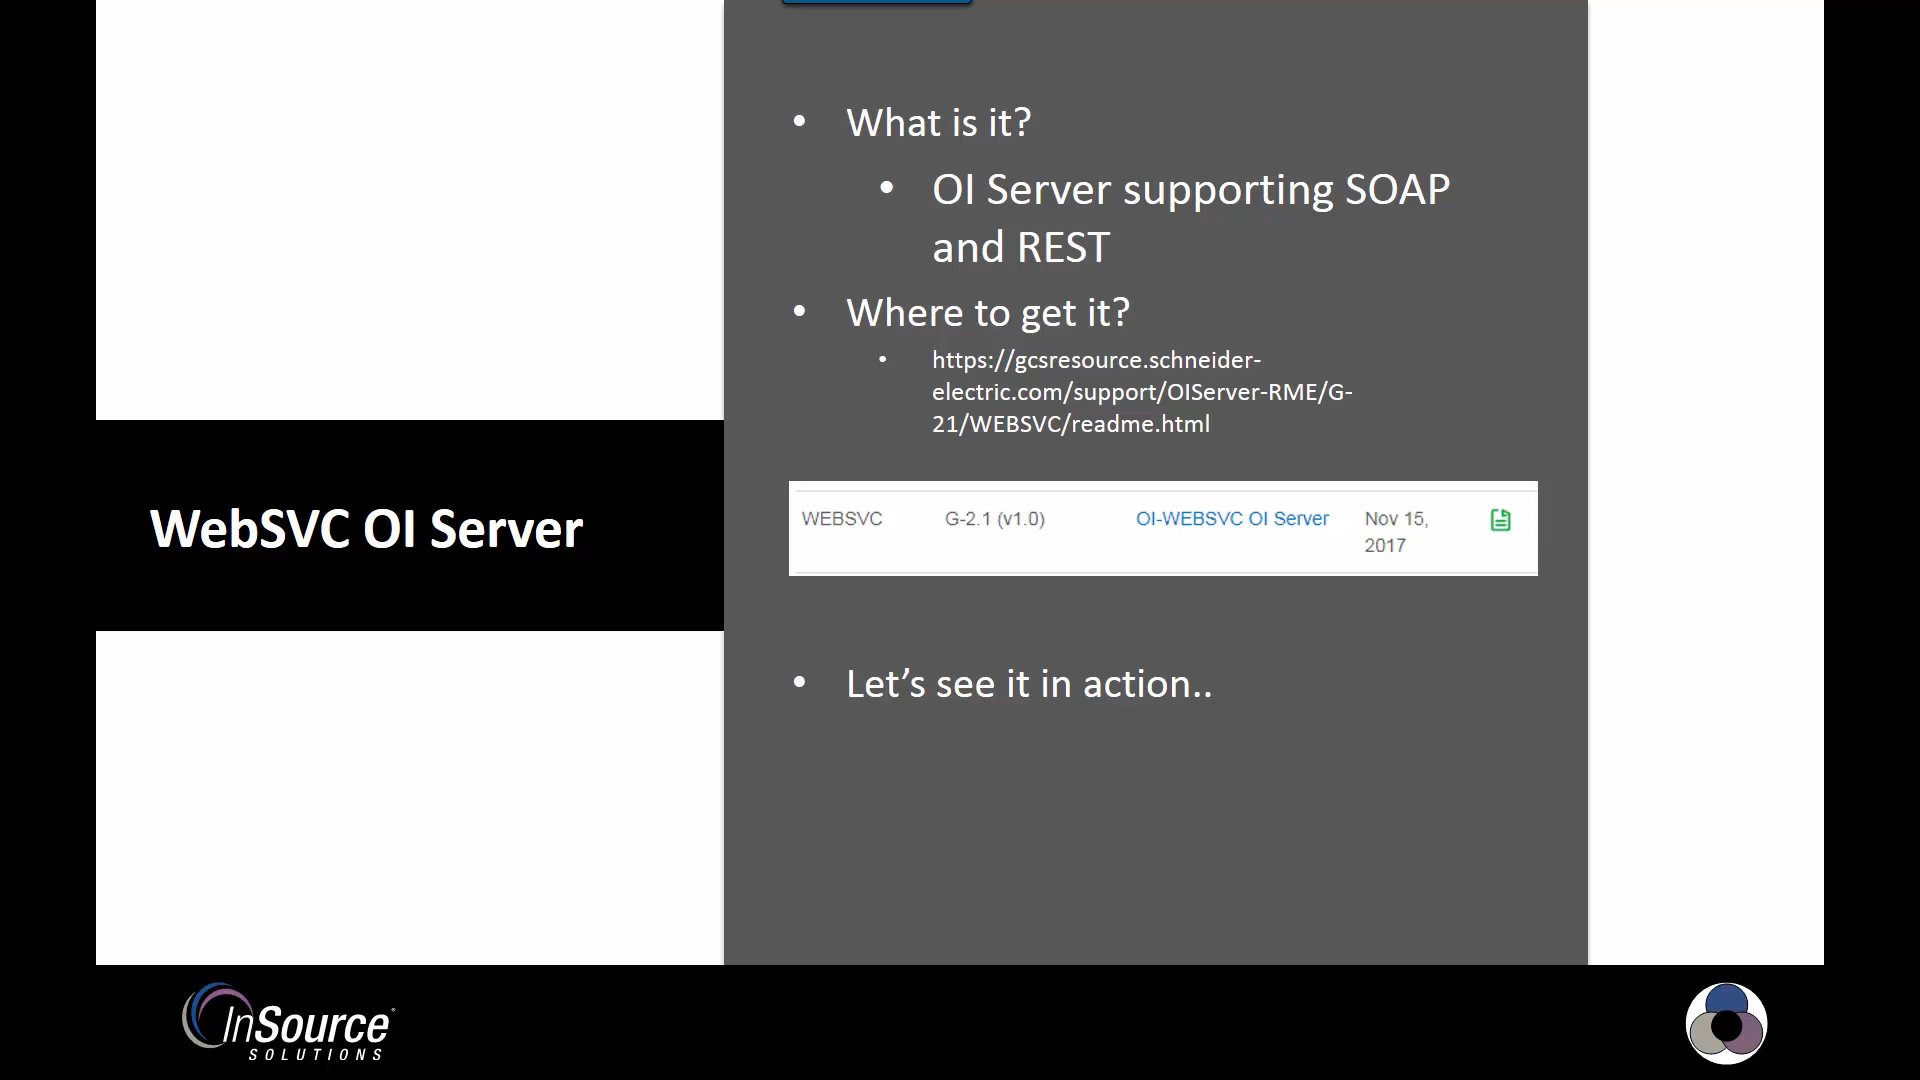 WebSVC OI Server
• What is it?
• OI Server supporting SOAP
and REST
• Where to get it?
• https://gcsresource.schneider-
electric.com/support/OIServer-RME/G-
21/WEBSVC/readme.html
WEBSVC G-2.1 (v1.0) OI-WEBSVC OI Server Nov 15,
2017
• Let’s see it in action..
InSource
SOLUTIONS